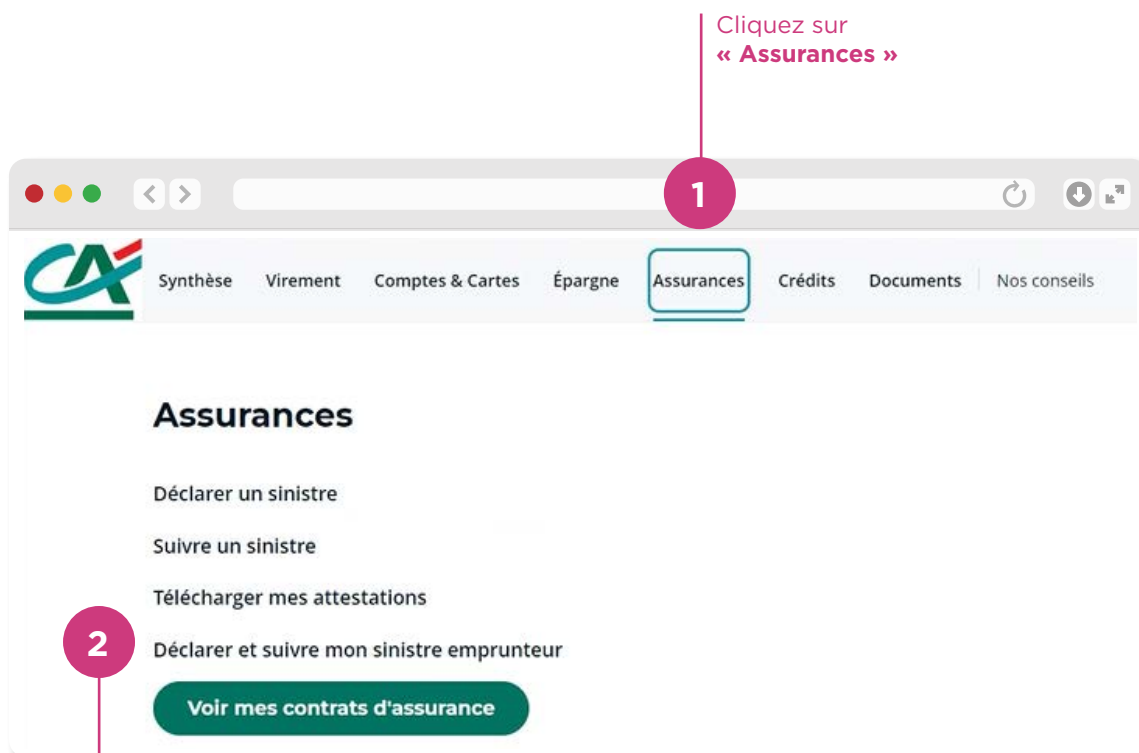 Cliquez sur
« Assurances »
1
CA
Synthèse Virement Comptes & Cartes Épargne Assurances Crédits Documents Nos conseils
Assurances
Déclarer un sinistre
Suivre un sinistre
Télécharger mes attestations
2
Déclarer et suivre mon sinistre emprunteur
Voir mes contrats d'assurance